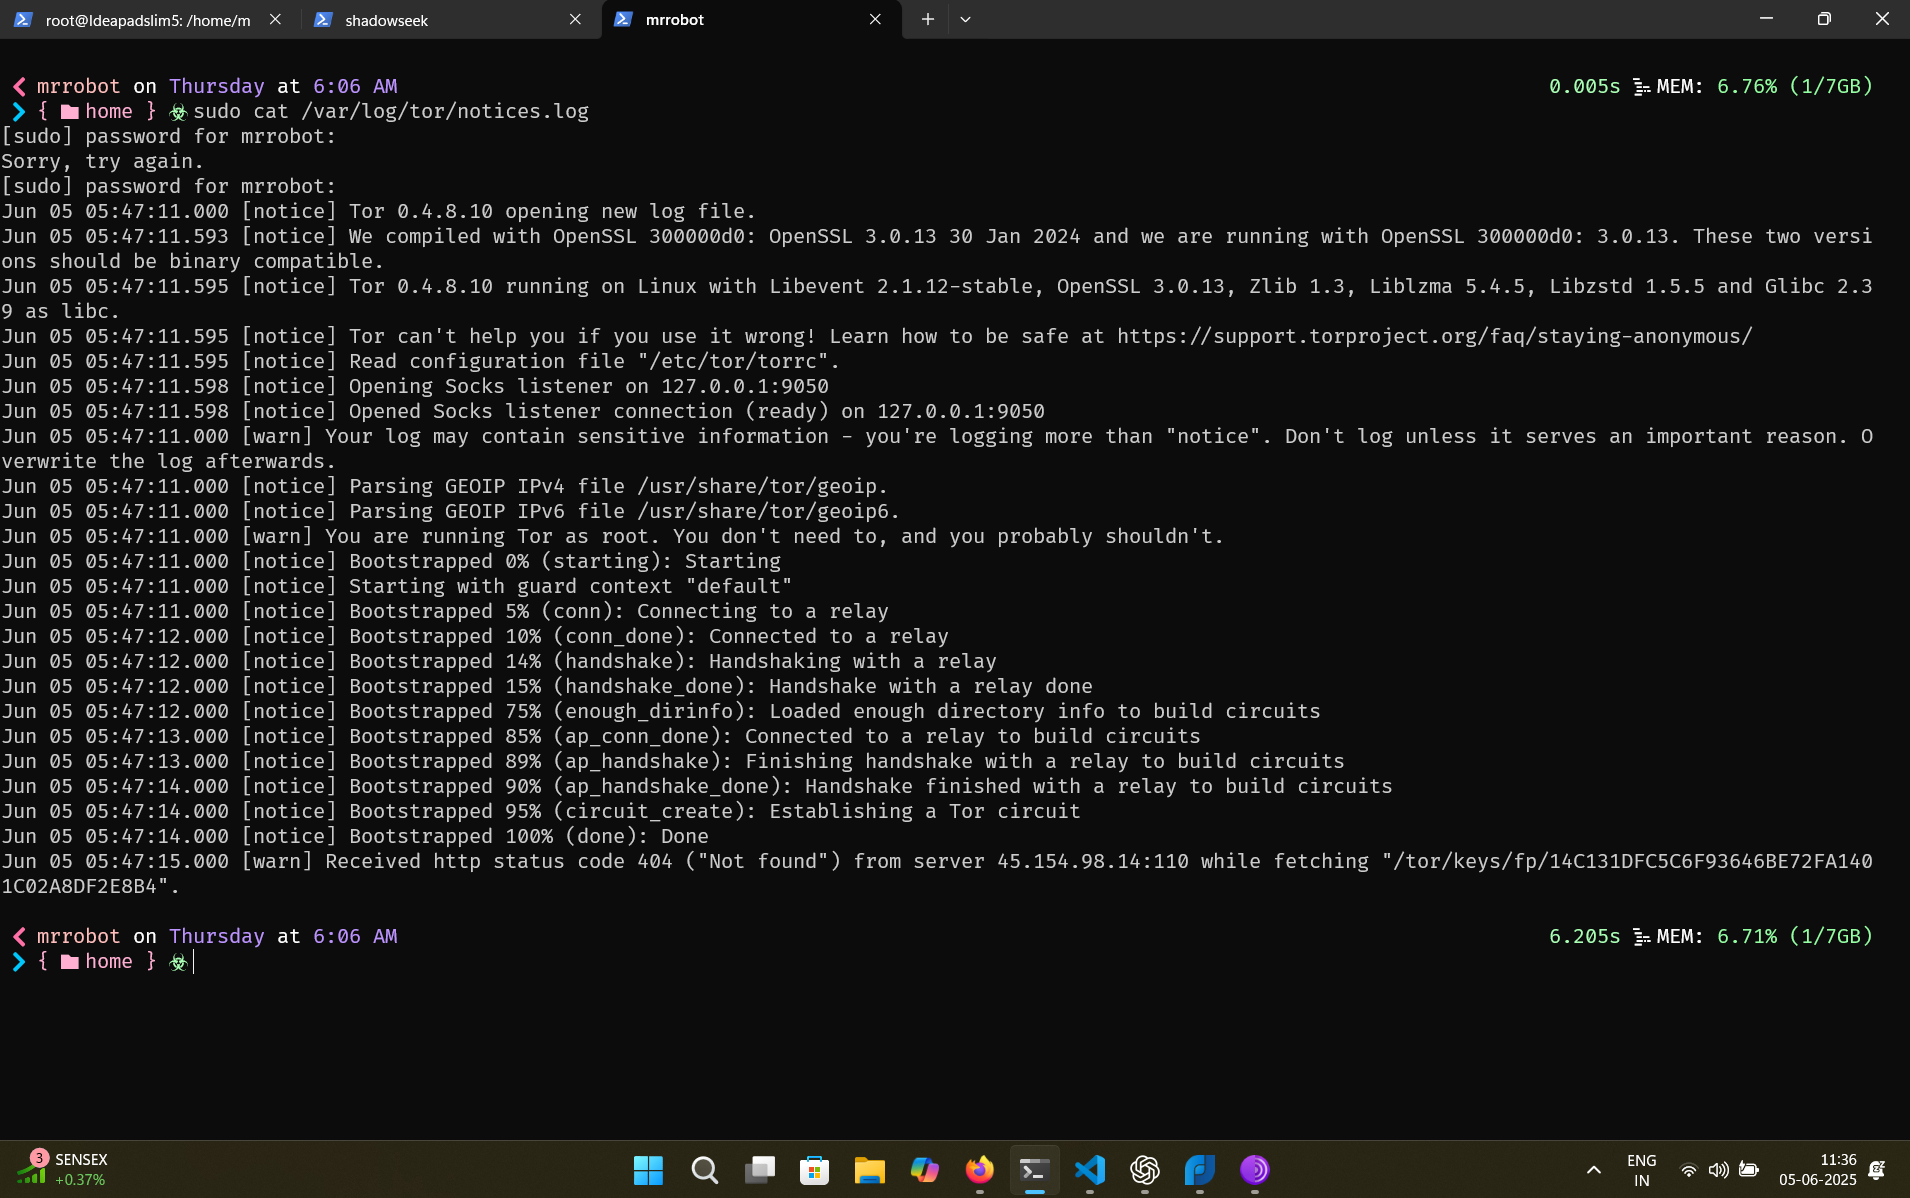 root@Ideapadslim5: /home/m
shadowseek
mrrobot
mrrobot on Thursday at 6:06 AM 0.005s MEM: 6.76% (1/7GB)
{ home } sudo cat /var/log/tor/notices.log
[sudo] password for mrrobot:
Sorry, try again.
[sudo] password for mrrobot:
Jun 05 05:47:11.000 [notice] Tor 0.4.8.10 opening new log file.
Jun 05 05:47:11.593 [notice] We compiled with OpenSSL 300000d0: OpenSSL 3.0.13 30 Jan 2024 and we are running with OpenSSL 300000d0: 3.0.13. These two versi
ons should be binary compatible.
Jun 05 05:47:11.595 [notice] Tor 0.4.8.10 running on Linux with Libevent 2.1.12-stable, OpenSSL 3.0.13, Zlib 1.3, Liblzma 5.4.5, Libzstd 1.5.5 and Glibc 2.3
9 as libc.
Jun 05 05:47:11.595 [notice] Tor can't help you if you use it wrong! Learn how to be safe at https://support.torproject.org/faq/staying-anonymous/
Jun 05 05:47:11.595 [notice] Read configuration file "/etc/tor/torrc".
Jun 05 05:47:11.598 [notice] Opening Socks listener on 127.0.0.1:9050
Jun 05 05:47:11.598 [notice] Opened Socks listener connection (ready) on 127.0.0.1:9050
Jun 05 05:47:11.000 [warn] Your log may contain sensitive information - you're logging more than "notice". Don't log unless it serves an important reason. O
verwrite the log afterwards.
Jun 05 05:47:11.000 [notice] Parsing GEOIP IPv4 file /usr/share/tor/geoip.
Jun 05 05:47:11.000 [notice] Parsing GEOIP IPv6 file /usr/share/tor/geoip6.
Jun 05 05:47:11.000 [warn] You are running Tor as root. You don't need to, and you probably shouldn't.
Jun 05 05:47:11.000 [notice] Bootstrapped 0% (starting): Starting
Jun 05 05:47:11.000 [notice] Starting with guard context "default"
Jun 05 05:47:11.000 [notice] Bootstrapped 5% (conn): Connecting to a relay
Jun 05 05:47:12.000 [notice] Bootstrapped 10% (conn_done): Connected to a relay
Jun 05 05:47:12.000 [notice] Bootstrapped 14% (handshake): Handshaking with a relay
Jun 05 05:47:12.000 [notice] Bootstrapped 15% (handshake_done): Handshake with a relay done
Jun 05 05:47:12.000 [notice] Bootstrapped 75% (enough_dirinfo): Loaded enough directory info to build circuits
Jun 05 05:47:13.000 [notice] Bootstrapped 85% (ap_conn_done): Connected to a relay to build circuits
Jun 05 05:47:13.000 [notice] Bootstrapped 89% (ap_handshake): Finishing handshake with a relay to build circuits
Jun 05 05:47:14.000 [notice] Bootstrapped 90% (ap_handshake_done): Handshake finished with a relay to build circuits
Jun 05 05:47:14.000 [notice] Bootstrapped 95% (circuit_create): Establishing a Tor circuit
Jun 05 05:47:14.000 [notice] Bootstrapped 100% (done): Done
Jun 05 05:47:15.000 [warn] Received http status code 404 ("Not found") from server 45.154.98.14:110 while fetching "/tor/keys/fp/14C131DFC5C6F93646BE72FA140
1C02A8DF2E8B4".
mrrobot on Thursday at 6:06 AM 6.205s MEM: 6.71% (1/7GB)
{ home }
3
SENSEX
+0.37%
ENG
IN
11:36
05-06-2025